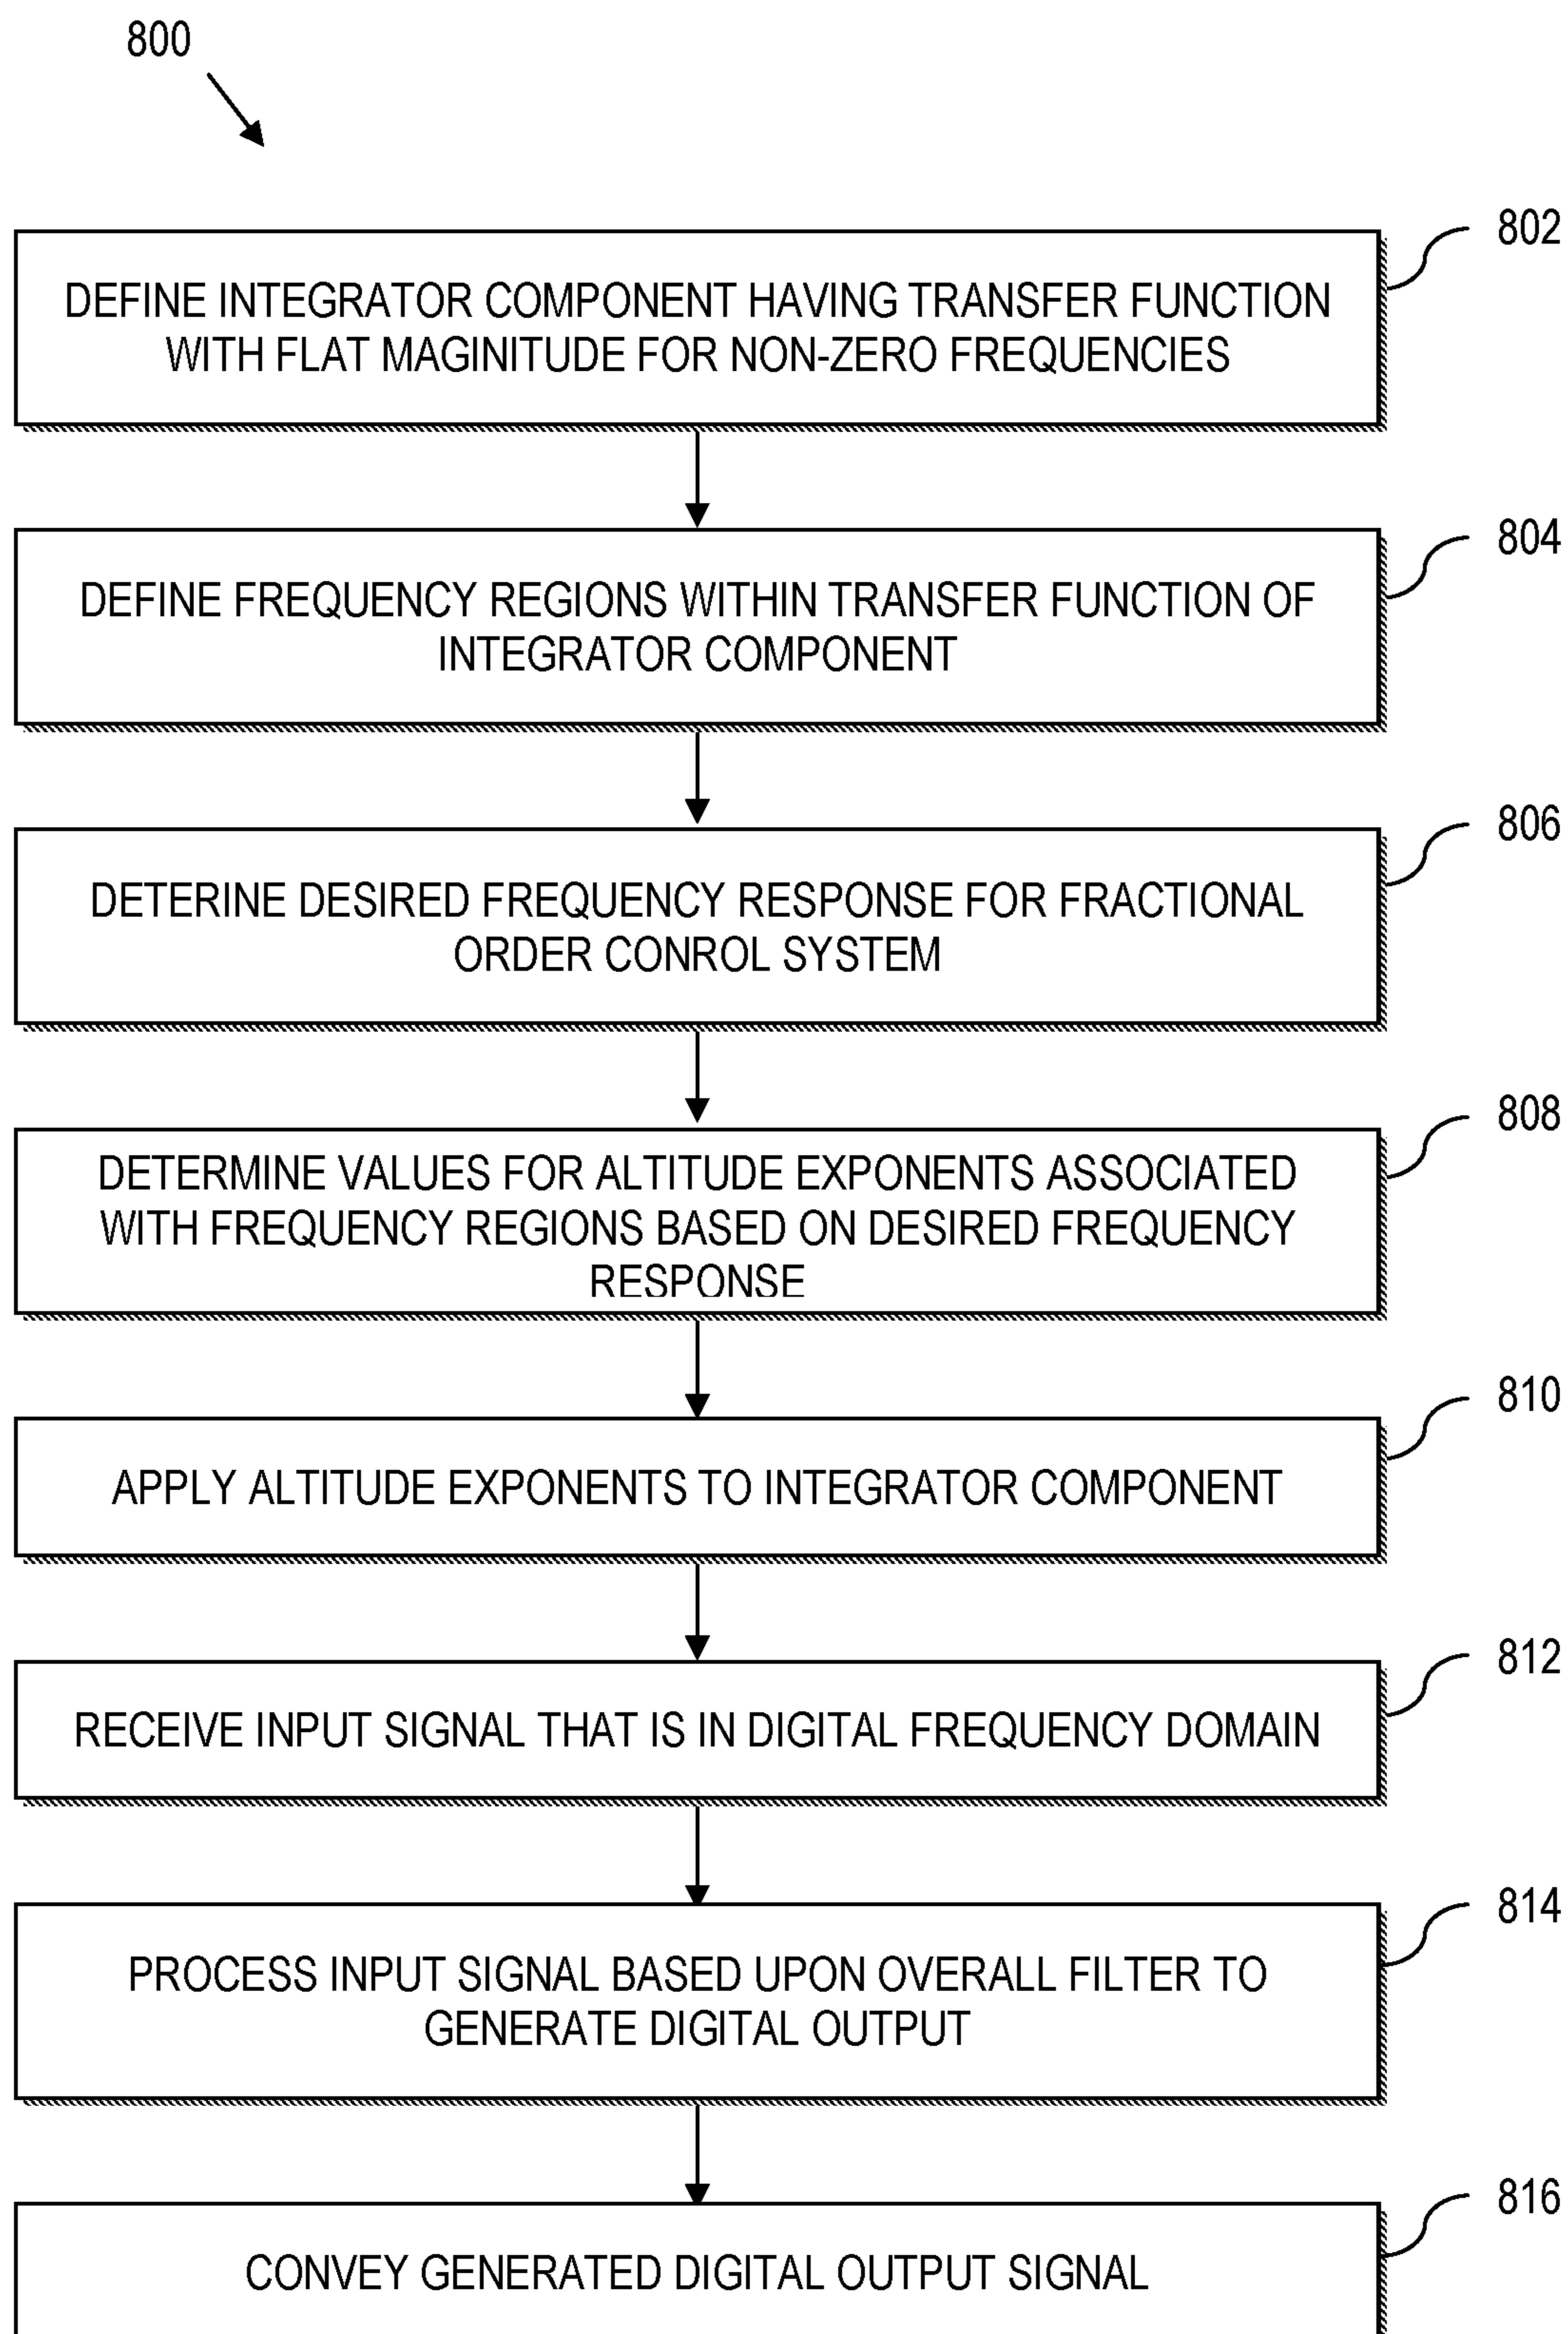 800
802
DEFINE INTEGRATOR COMPONENT HAVING TRANSFER FUNCTION
WITH FLAT MAGINITUDE FOR NON-ZERO FREQUENCIES
804
DEFINE FREQUENCY REGIONS WITHIN TRANSFER FUNCTION OF
INTEGRATOR COMPONENT
806
DETERINE DESIRED FREQUENCY RESPONSE FOR FRACTIONAL
ORDER CONROL SYSTEM
808
DETERMINE VALUES FOR ALTITUDE EXPONENTS ASSOCIATED
WITH FREQUENCY REGIONS BASED ON DESIRED FREQUENCY
RESPONSE
810
APPLY ALTITUDE EXPONENTS TO INTEGRATOR COMPONENT
812
RECEIVE INPUT SIGNAL THAT IS IN DIGITAL FREQUENCY DOMAIN
814
PROCESS INPUT SIGNAL BASED UPON OVERALL FILTER TO
GENERATE DIGITAL OUTPUT
816
CONVEY GENERATED DIGITAL OUTPUT SIGNAL